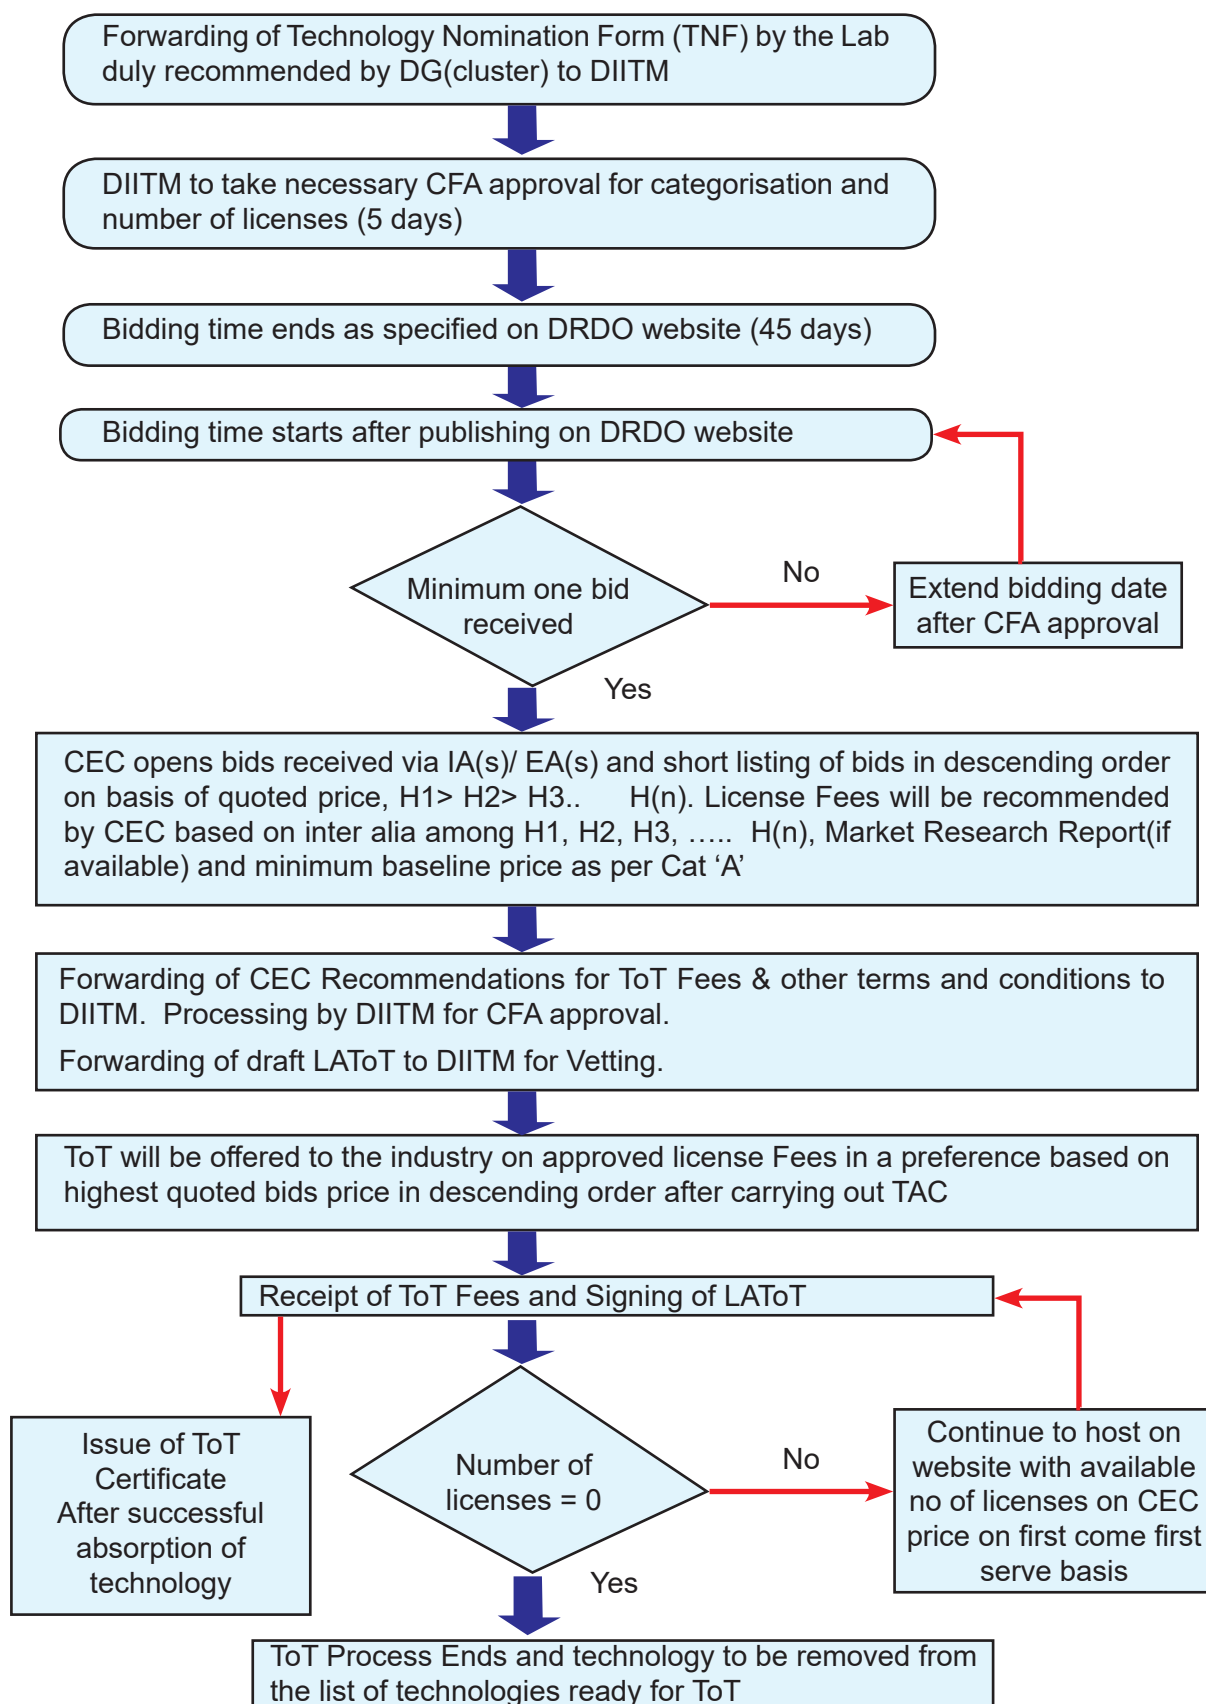 Forwarding of Technology Nomination Form (TNF) by the Lab
duly recommended by DG(cluster) to DIITM
DIITM to take necessary CFA approval for categorisation and
number of licenses (5 days)
Bidding time ends as specified on DRDO website (45 days)
Bidding time starts after publishing on DRDO website
Minimum one bid
received
No
Extend bidding date
after CFA approval
Yes
CEC opens bids received via IA(s)/ EA(s) and short listing of bids in descending order
on basis of quoted price, H1> H2> H3.. H(n). License Fees will be recommended
by CEC based on inter alia among H1, H2, H3, ….. H(n), Market Research Report(if
available) and minimum baseline price as per Cat ‘A’
Forwarding of CEC Recommendations for ToT Fees & other terms and conditions to
DIITM. Processing by DIITM for CFA approval.
Forwarding of draft LAToT to DIITM for Vetting.
ToT will be offered to the industry on approved license Fees in a preference based on
highest quoted bids price in descending order after carrying out TAC
Receipt of ToT Fees and Signing of LAToT
Issue of ToT
Certificate
After successful
absorption of
technology
Number of
licenses = 0
No
Continue to host on
website with available
no of licenses on CEC
price on first come first
serve basis
Yes
ToT Process Ends and technology to be removed from
the list of technologies ready for ToT